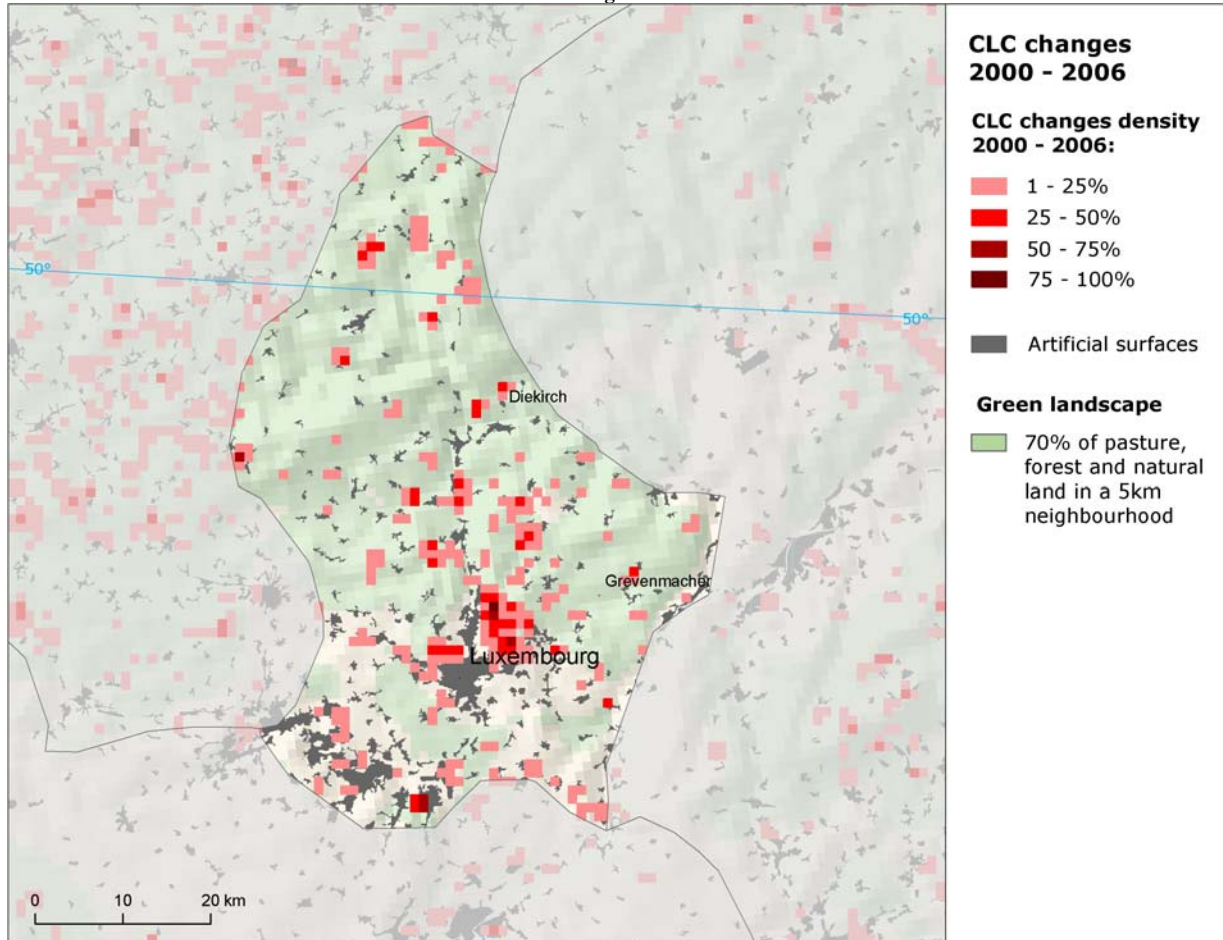 CLC changes
2000 - 2006
CLC changes density
2000 - 2006:
1 - 25%
25 - 50%
50 - 75%
75 - 100%
Artificial surfaces
Green landscape
70% of pasture,
forest and natural
land in a 5km
neighbourhood
50°
50°
Diekirch
Grevenmacher
Luxembourg
0 10 20 km